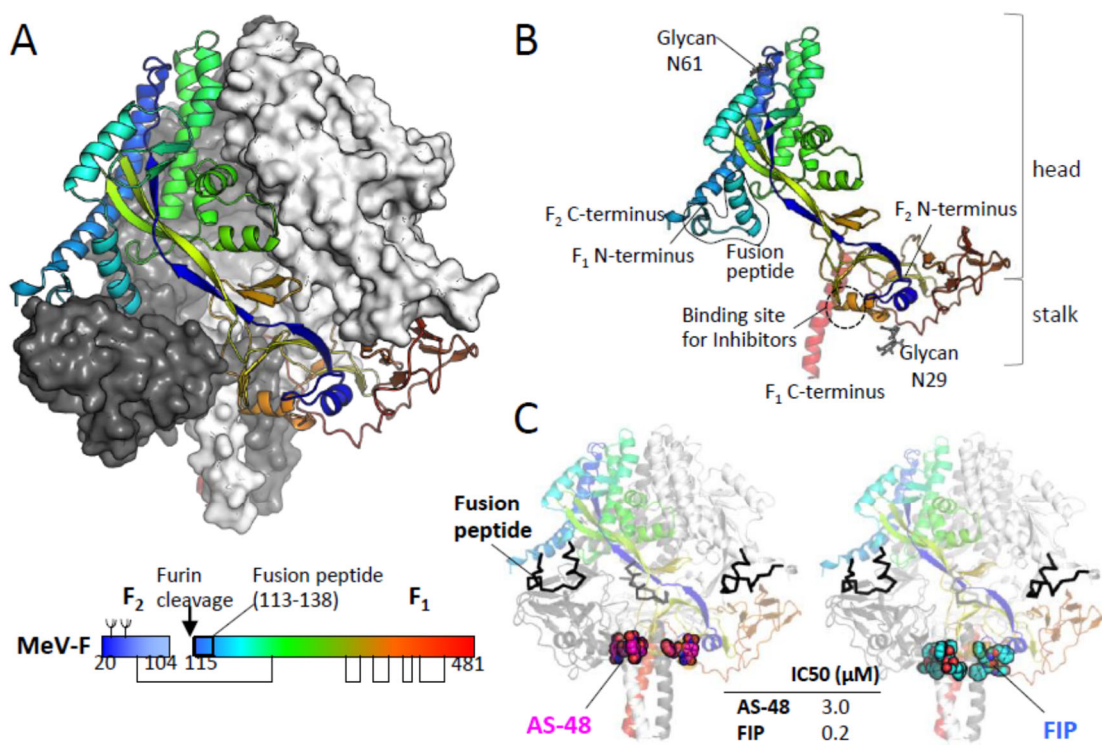 A
B
Glycan
N61
head
F2 C-terminus
F2 N-terminus
F1 N-terminus
Fusion
peptide
Binding site
for Inhibitors
stalk
Glycan
N29
F1 C-terminus
C
Fusion
peptide
Furin
cleavage
Fusion peptide
(113-138)
F2
F1
MeV-F
20
104
115
481
IC50 (μM)
AS-48 3.0
FIP 0.2
AS-48
FIP